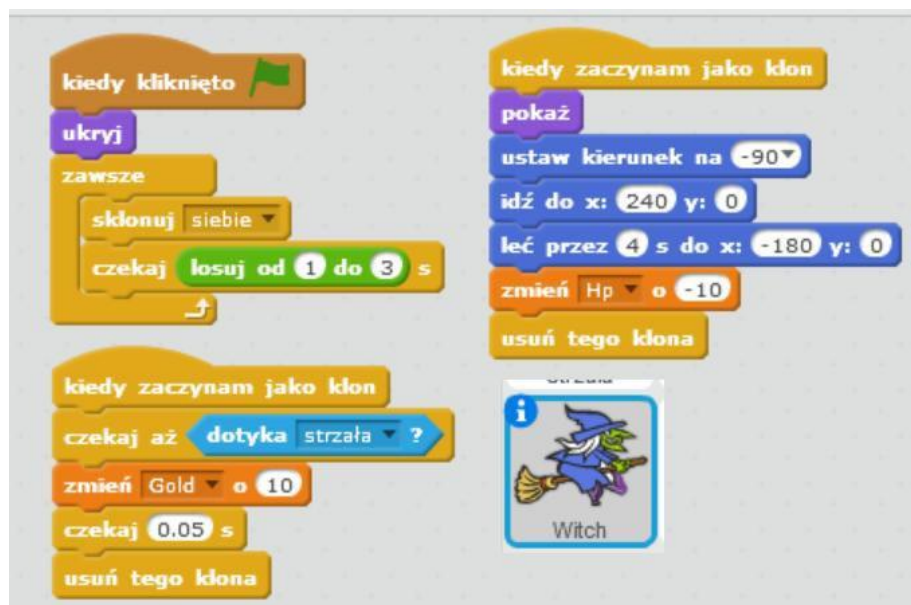 kiedy kliknięto
ukryj
zawsze
sklonuj siebie
czekaj losuj od 1 do 3 s
kiedy zaczynam jako klon
czekaj aż dotyka strzała ?
zmień Gold o 10
czekaj 0.05 s
usuń tego klona
kiedy zaczynam jako klon
pokaż
ustaw kierunek na -90
idź do x: 240 y: 0
leć przez 4 s do x: -180 y: 0
zmień Hp o -10
usuń tego klona
Witch